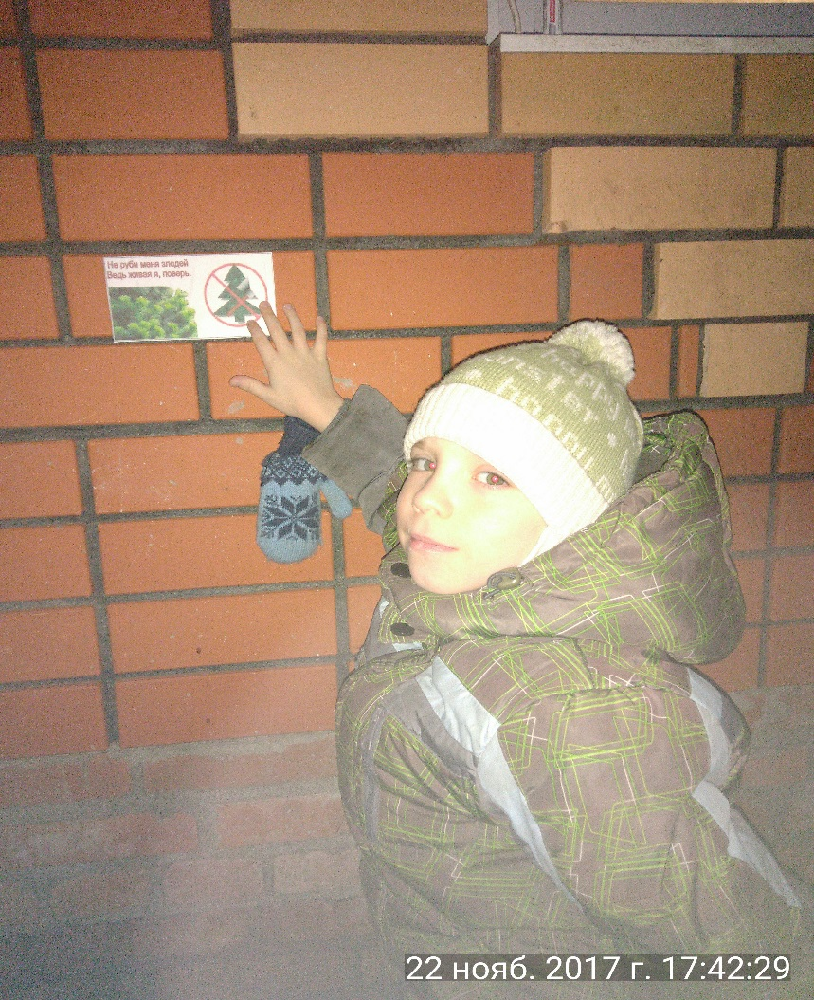 Не руби меня злодей
Ведь живая я, поверь.
22 нояб. 2017 г. 17:42:29